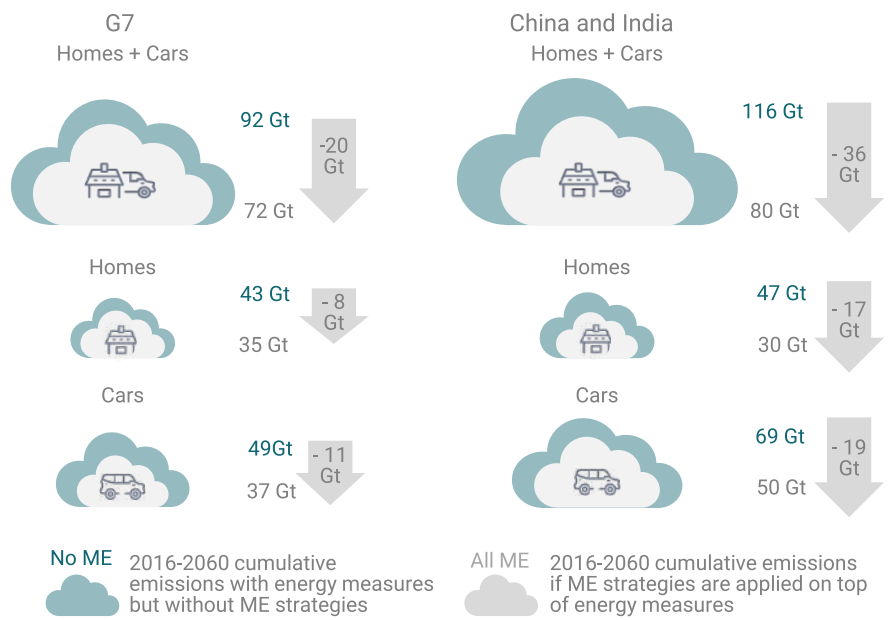 G7
Homes + Cars
92 Gt
-20
Gt
72 Gt
Homes
43 Gt
- 8
Gt
35 Gt
Cars
49Gt
- 11
Gt
37 Gt
China and India
Homes + Cars
116 Gt
- 36
Gt
80 Gt
Homes
47 Gt
- 17
Gt
30 Gt
Cars
69 Gt
- 19
Gt
50 Gt
No ME
2016-2060 cumulative
emissions with energy measures
but without ME strategies
All ME
2016-2060 cumulative emissions
if ME strategies are applied on top
of energy measures